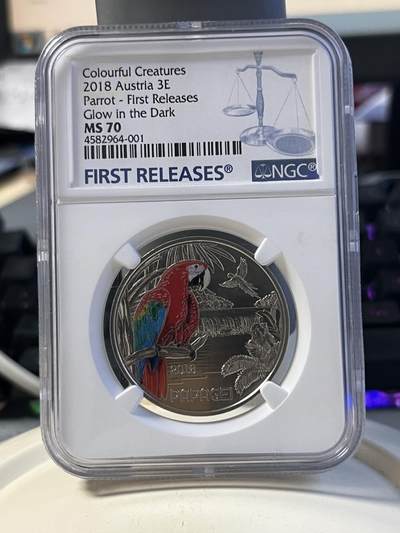 Colourful Creatures
2018 Austria 3E
Parrot - First Releases
Glow in the Dark
MS 70
4582964-001
FIRST RELEASES®
NGC®
2018
PAPAGEI